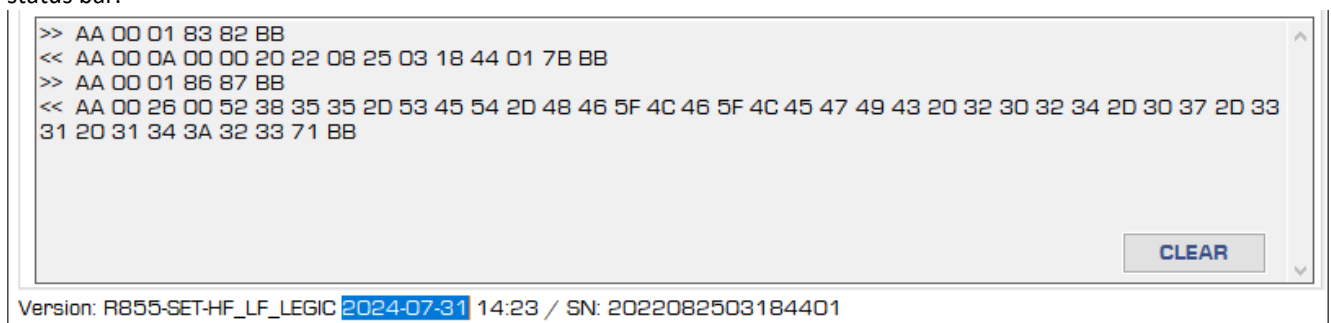 status bar:
>> AA 00 01 83 82 BB
<< AA 00 0A 00 00 20 22 08 25 03 18 44 01 7B BB
>> AA 00 01 86 87 BB
<< AA 00 26 00 52 38 35 35 2D 53 45 54 2D 48 46 5F 4C 46 5F 4C 45 47 49 43 20 32 30 32 34 2D 30 37 2D 33
31 20 31 34 3A 32 33 71 BB
CLEAR
Version: R855-SET-HF_LF_LEGIC 2024-07-31 14:23 / SN: 2022082503184401